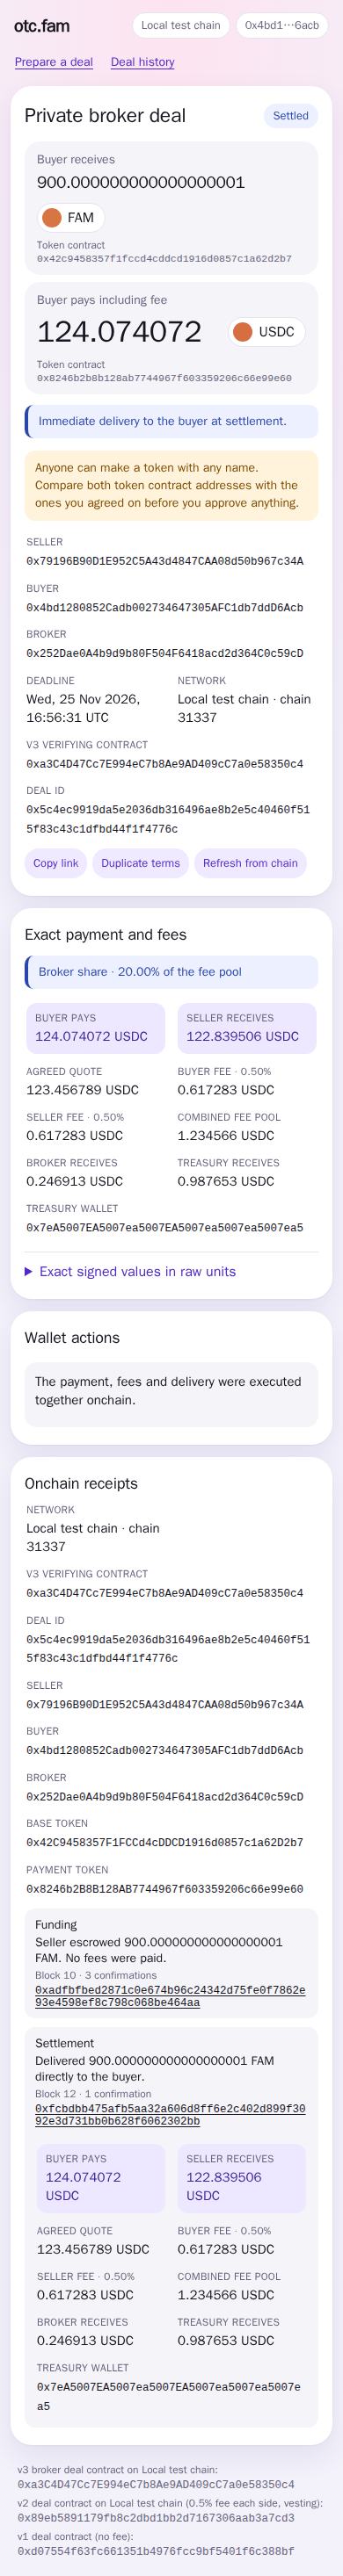 otc.fam
Local test chain
0x4bd1···6acb
Prepare a deal
Deal history
Private broker deal
Settled
Buyer receives
900.000000000000000001
FAM
Token contract
0x42c9458357f1fccd4cddcd1916d0857c1a62d2b7
Buyer pays including fee
124.074072
USDC
Token contract
0x8246b2b8b128ab7744967f603359206c66e99e60
Immediate delivery to the buyer at settlement.
Anyone can make a token with any name.
Compare both token contract addresses with the
ones you agreed on before you approve anything.
SELLER
0x79196B90D1E952C5A43d4847CAA08d50b967c34A
BUYER
0x4bd1280852Cadb002734647305AFC1db7ddD6Acb
BROKER
0x252Dae0A4b9d9b80F504F6418acd2d364C0c59cD
DEADLINE
Wed, 25 Nov 2026,
16:56:31 UTC
NETWORK
Local test chain · chain
31337
V3 VERIFYING CONTRACT
0xa3C4D47Cc7E994eC7b8Ae9AD409cC7a0e58350c4
DEAL ID
0x5c4ec9919da5e2036db316496ae8b2e5c40460f51
5f83c43c1dfbd44f1f4776c
Copy link
Duplicate terms
Refresh from chain
Exact payment and fees
Broker share · 20.00% of the fee pool
BUYER PAYS
124.074072 USDC
SELLER RECEIVES
122.839506 USDC
AGREED QUOTE
123.456789 USDC
BUYER FEE · 0.50%
0.617283 USDC
SELLER FEE · 0.50%
0.617283 USDC
COMBINED FEE POOL
1.234566 USDC
BROKER RECEIVES
0.246913 USDC
TREASURY RECEIVES
0.987653 USDC
TREASURY WALLET
0x7eA5007EA5007ea5007EA5007ea5007ea5007ea5
Exact signed values in raw units
Wallet actions
The payment, fees and delivery were executed
together onchain.
Onchain receipts
NETWORK
Local test chain · chain
31337
V3 VERIFYING CONTRACT
0xa3C4D47Cc7E994eC7b8Ae9AD409cC7a0e58350c4
DEAL ID
0x5c4ec9919da5e2036db316496ae8b2e5c40460f51
5f83c43c1dfbd44f1f4776c
SELLER
0x79196B90D1E952C5A43d4847CAA08d50b967c34A
BUYER
0x4bd1280852Cadb002734647305AFC1db7ddD6Acb
BROKER
0x252Dae0A4b9d9b80F504F6418acd2d364C0c59cD
BASE TOKEN
0x42C9458357F1FCCd4cDDCD1916d0857c1a62D2b7
PAYMENT TOKEN
0x8246b2B8B128AB7744967f603359206c66e99e60
Funding
Seller escrowed 900.000000000000000001
FAM. No fees were paid.
Block 10 · 3 confirmations
0xadfbfbed2871c0e674b96c24342d75fe0f7862e
93e4598ef8c798c068be464aa
Settlement
Delivered 900.000000000000000001 FAM
directly to the buyer.
Block 12 · 1 confirmation
0xfcbdbb475afb5aa32a606d8ff6e2c402d899f30
92e3d731bb0b628f6062302bb
BUYER PAYS
124.074072
USDC
SELLER RECEIVES
122.839506
USDC
AGREED QUOTE
123.456789 USDC
BUYER FEE · 0.50%
0.617283 USDC
SELLER FEE · 0.50%
0.617283 USDC
COMBINED FEE POOL
1.234566 USDC
BROKER RECEIVES
0.246913 USDC
TREASURY RECEIVES
0.987653 USDC
TREASURY WALLET
0x7eA5007EA5007ea5007EA5007ea5007ea5007e
a5
v3 broker deal contract on Local test chain:
0xa3C4D47Cc7E994eC7b8Ae9AD409cC7a0e58350c4
v2 deal contract on Local test chain (0.5% fee each side, vesting):
0x89eb5891179fb8c2dbd1bb2d7167306aab3a7cd3
v1 deal contract (no fee):
0xd07554f63fc661351b4976fcc9bf5401f6c388bf